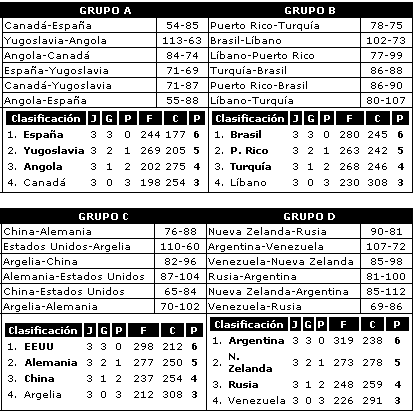 GRUPO A
Canadá-España 54-85
Yugoslavia-Angola 113-63
Angola-Canadá 84-74
España-Yugoslavia 71-69
Canadá-Yugoslavia 71-87
Angola-España 55-88
Clasificación J G P F C P
1. España 3 3 0 244 177 6
2. Yugoslavia 3 2 1 269 205 5
3. Angola 3 1 2 202 275 4
4. Canadá 3 0 3 198 254 3
GRUPO B
Puerto Rico-Turquía 78-75
Brasil-Líbano 102-73
Líbano-Puerto Rico 77-99
Turquía-Brasil 86-88
Puerto Rico-Brasil 86-90
Líbano-Turquía 80-107
Clasificación J G P F C P
1. Brasil 3 3 0 280 245 6
2. P. Rico 3 2 1 263 242 5
3. Turquía 3 1 2 268 246 4
4. Líbano 3 0 3 230 308 3
GRUPO C
China-Alemania 76-88
Estados Unidos-Argelia 110-60
Argelia-China 82-96
Alemania-Estados Unidos 87-104
China-Estados Unidos 65-84
Argelia-Alemania 70-102
Clasificación J G P F C P
1. EEUU 3 3 0 298 212 6
2. Alemania 3 2 1 277 250 5
3. China 3 1 2 237 254 4
4. Argelia 3 0 3 212 308 3
GRUPO D
Nueva Zelanda-Rusia 90-81
Argentina-Venezuela 107-72
Venezuela-Nueva Zelanda 85-98
Rusia-Argentina 81-100
Nueva Zelanda-Argentina 85-112
Venezuela-Rusia 69-86
Clasificación J G P F C P
1. Argentina 3 3 0 319 238 6
2. N. Zelanda 3 2 1 273 278 5
3. Rusia 3 1 2 248 259 4
4. Venezuela 3 0 3 226 291 3